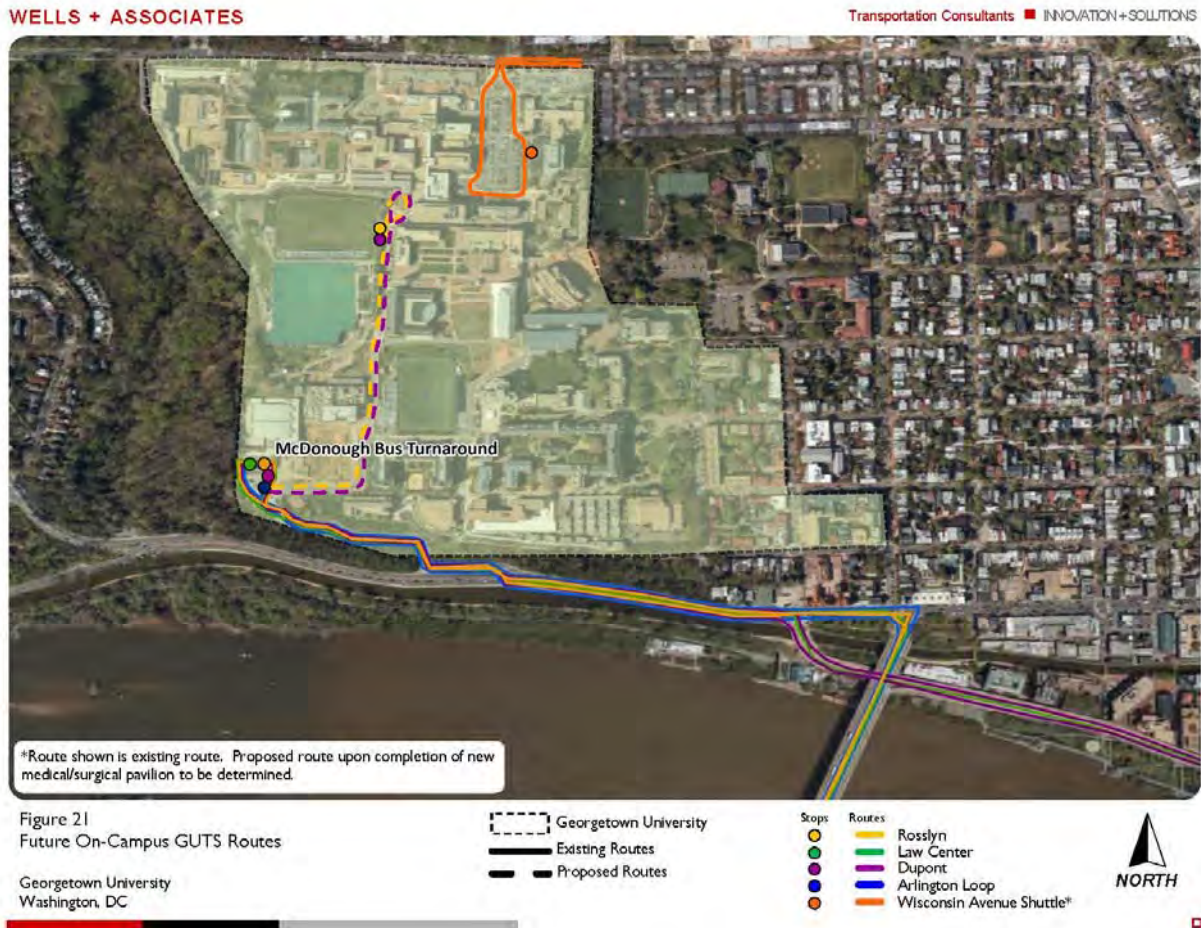 WELLS + ASSOCIATES
Transportation Consultants INNOVATION+SOLUTIONS
McDonough Bus Turnaround
*Route shown is existing route. Proposed route upon completion of new
medical/surgical pavilion to be determined.
Figure 21
Future On-Campus GUTS Routes
Georgetown University
Washington, DC
Georgetown University
Existing Routes
Proposed Routes
Stops Routes
Rosslyn
Law Center
Dupont
Arlington Loop
Wisconsin Avenue Shuttle*
NORTH